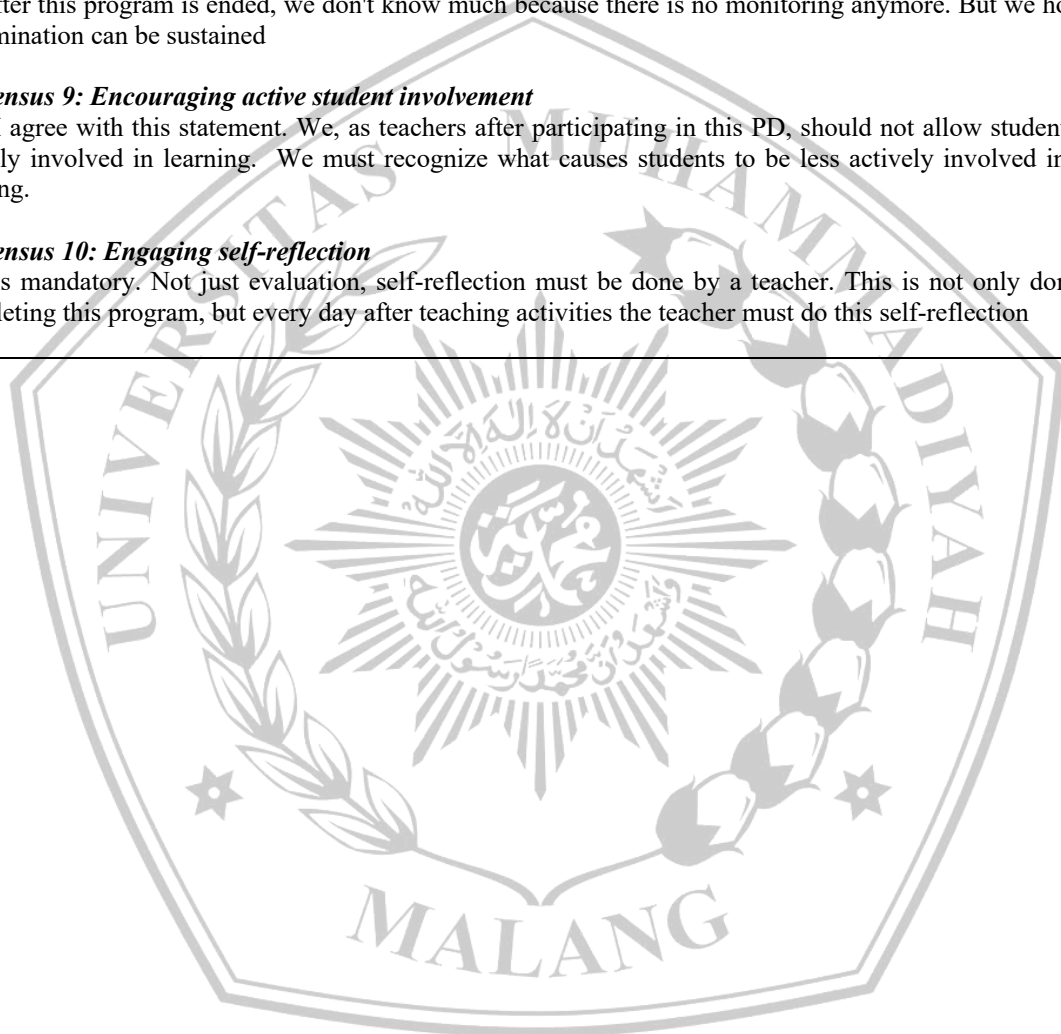 fter this program is ended, we don't know much because there is no monitoring anymore. But we ho
mination can be sustained
ensus 9: Encouraging active student involvement
I agree with this statement. We, as teachers after participating in this PD, should not allow student
ly involved in learning. We must recognize what causes students to be less actively involved in
ng.
ensus 10: Engaging self-reflection
s mandatory. Not just evaluation, self-reflection must be done by a teacher. This is not only don
leting this program, but every day after teaching activities the teacher must do this self-reflection
UNIVERSITAS MUHAMMADIYAH
MALANG